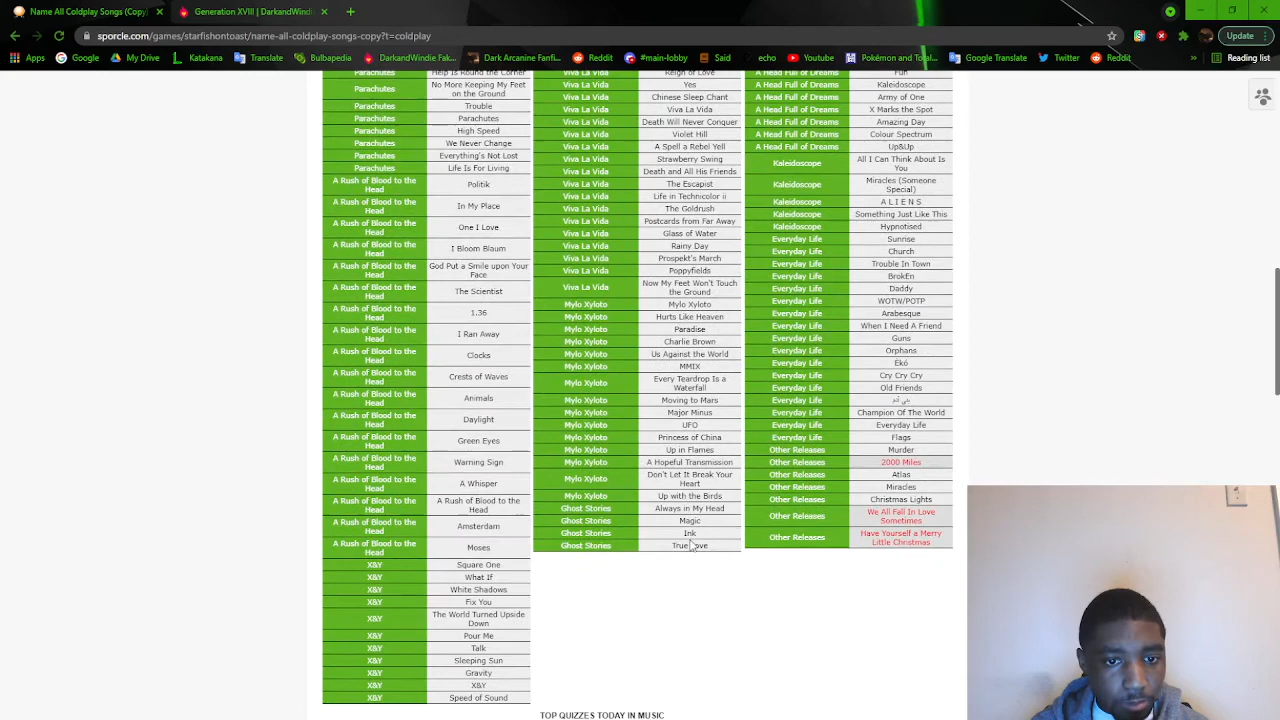 Name All Coldplay Songs (Copy)
Generation XVIII | DarkandWindie
sporcle.com/games/starfishontoast/name-all-coldplay-songs-copy?t=coldplay
Update
Apps Google My Drive Katakana Translate Bulbapedia DarkandWindie Fak... Dark Arcanine Fanfi... Reddit #main-lobby Said echo YouTube Pokémon and Total... Google Translate Twitter Reddit » Reading list
Parachutes Help Is Round the Corner
Parachutes No More Keeping My Feet
on the Ground
Parachutes Trouble
Parachutes Parachutes
Parachutes High Speed
Parachutes We Never Change
Parachutes Everything's Not Lost
Parachutes Life Is For Living
A Rush of Blood to the
Head Politik
A Rush of Blood to the
Head In My Place
A Rush of Blood to the
Head One I Love
A Rush of Blood to the
Head I Bloom Blaum
A Rush of Blood to the
Head God Put a Smile upon Your
Face
A Rush of Blood to the
Head The Scientist
A Rush of Blood to the
Head 1.36
A Rush of Blood to the
Head I Ran Away
A Rush of Blood to the
Head Clocks
A Rush of Blood to the
Head Crests of Waves
A Rush of Blood to the
Head Animals
A Rush of Blood to the
Head Daylight
A Rush of Blood to the
Head Green Eyes
A Rush of Blood to the
Head Warning Sign
A Rush of Blood to the
Head A Whisper
A Rush of Blood to the
Head A Rush of Blood to the
Head
A Rush of Blood to the
Head Amsterdam
A Rush of Blood to the
Head Moses
X&Y Square One
X&Y What If
X&Y White Shadows
X&Y Fix You
X&Y The World Turned Upside
Down
X&Y Pour Me
X&Y Talk
X&Y Sleeping Sun
X&Y Gravity
X&Y X&Y
X&Y Speed of Sound
Viva La Vida Reign of Love
Viva La Vida Yes
Viva La Vida Chinese Sleep Chant
Viva La Vida Viva La Vida
Viva La Vida Death Will Never Conquer
Viva La Vida Violet Hill
Viva La Vida A Spell a Rebel Yell
Viva La Vida Strawberry Swing
Viva La Vida Death and All His Friends
Viva La Vida The Escapist
Viva La Vida Life in Technicolor ii
Viva La Vida The Goldrush
Viva La Vida Postcards from Far Away
Viva La Vida Glass of Water
Viva La Vida Rainy Day
Viva La Vida Prospekt's March
Viva La Vida Poppyfields
Viva La Vida Now My Feet Won't Touch
the Ground
Mylo Xyloto Mylo Xyloto
Mylo Xyloto Hurts Like Heaven
Mylo Xyloto Paradise
Mylo Xyloto Charlie Brown
Mylo Xyloto Us Against the World
Mylo Xyloto MMIX
Mylo Xyloto Every Teardrop Is a
Waterfall
Mylo Xyloto Moving to Mars
Mylo Xyloto Major Minus
Mylo Xyloto UFO
Mylo Xyloto Princess of China
Mylo Xyloto Up in Flames
Mylo Xyloto A Hopeful Transmission
Mylo Xyloto Don't Let It Break Your
Heart
Mylo Xyloto Up with the Birds
Ghost Stories Always in My Head
Ghost Stories Magic
Ghost Stories Ink
Ghost Stories True Love
A Head Full of Dreams Fun
A Head Full of Dreams Kaleidoscope
A Head Full of Dreams Army of One
A Head Full of Dreams X Marks the Spot
A Head Full of Dreams Amazing Day
A Head Full of Dreams Colour Spectrum
A Head Full of Dreams Up&Up
Kaleidoscope All I Can Think About Is
You
Kaleidoscope Miracles (Someone
Special)
Kaleidoscope A L I E N S
Kaleidoscope Something Just Like This
Kaleidoscope Hypnotised
Everyday Life Sunrise
Everyday Life Church
Everyday Life Trouble In Town
Everyday Life BrokEn
Everyday Life Daddy
Everyday Life WOTW/POTP
Everyday Life Arabesque
Everyday Life When I Need A Friend
Everyday Life Guns
Everyday Life Orphans
Everyday Life Èkó
Everyday Life Cry Cry Cry
Everyday Life Old Friends
Everyday Life بنی آدم
Everyday Life Champion Of The World
Everyday Life Everyday Life
Everyday Life Flags
Other Releases Murder
Other Releases 2000 Miles
Other Releases Atlas
Other Releases Miracles
Other Releases Christmas Lights
Other Releases We All Fall In Love
Sometimes
Other Releases Have Yourself a Merry
Little Christmas
TOP QUIZZES TODAY IN MUSIC